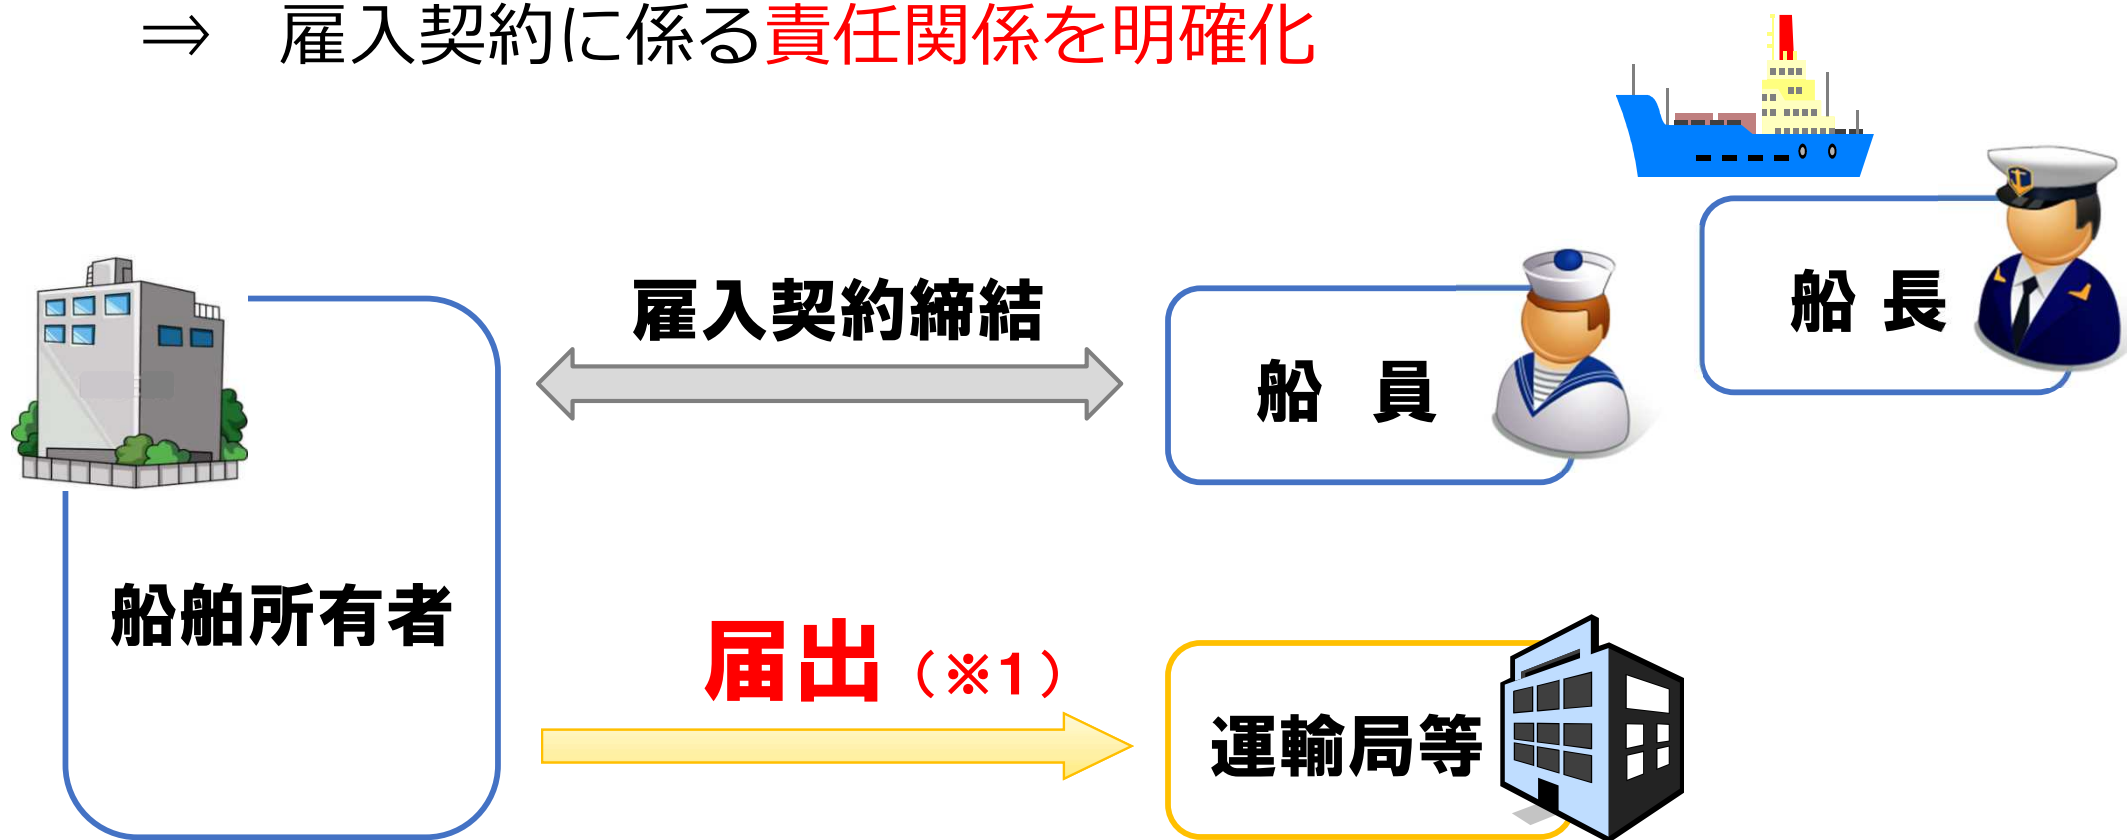 ⇒ 雇入契約に係る責任関係を明確化
船長
雇入契約締結
船員
船舶所有者
届出（※1）
運輸局等